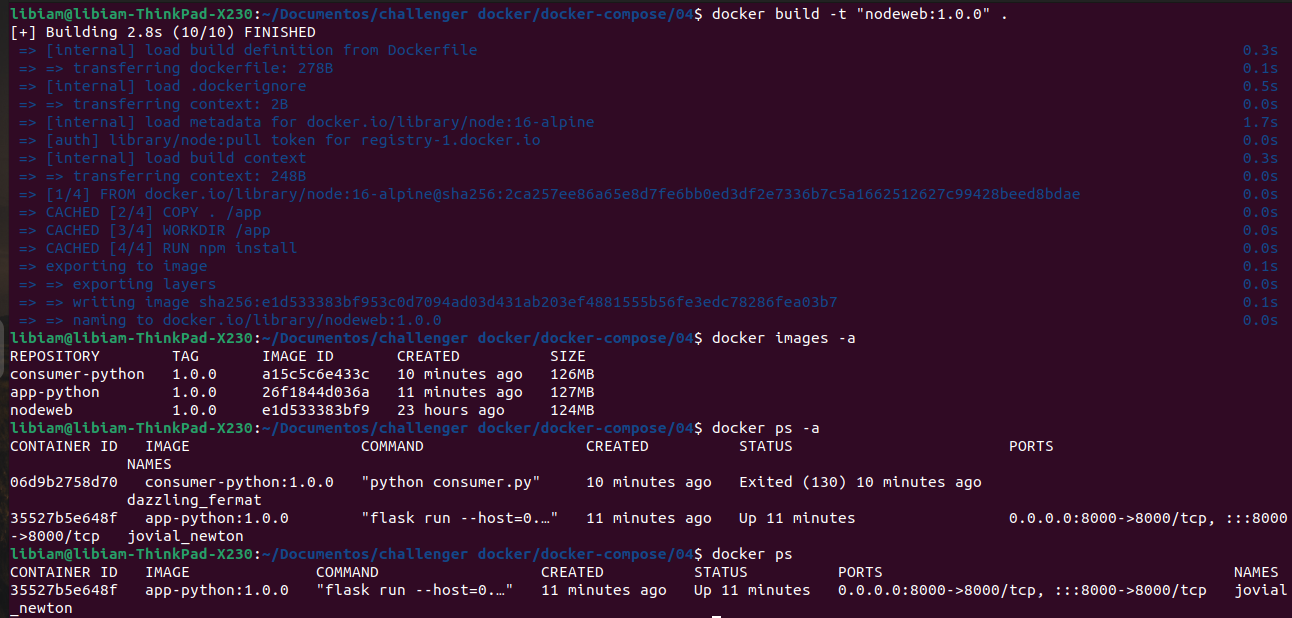 libiam@libiam-ThinkPad-X230:~/Documentos/challenger docker/docker-compose/04$ docker build -t "nodeweb:1.0.0" .
[+] Building 2.8s (10/10) FINISHED
=> [internal] load build definition from Dockerfile 0.3s
=> => transferring dockerfile: 278B 0.1s
=> [internal] load .dockerignore 0.5s
=> => transferring context: 2B 0.0s
=> [internal] load metadata for docker.io/library/node:16-alpine 1.7s
=> [auth] library/node:pull token for registry-1.docker.io 0.0s
=> [internal] load build context 0.3s
=> => transferring context: 248B 0.0s
=> [1/4] FROM docker.io/library/node:16-alpine@sha256:2ca257ee86a65e8d7fe6bb0ed3df2e7336b7c5a1662512627c99428beed8bdae 0.0s
=> CACHED [2/4] COPY . /app 0.0s
=> CACHED [3/4] WORKDIR /app 0.0s
=> CACHED [4/4] RUN npm install 0.0s
=> exporting to image 0.1s
=> => exporting layers 0.0s
=> => writing image sha256:e1d533383bf953c0d7094ad03d431ab203ef4881555b56fe3edc78286fea03b7 0.1s
=> => naming to docker.io/library/nodeweb:1.0.0 0.0s
libiam@libiam-ThinkPad-X230:~/Documentos/challenger docker/docker-compose/04$ docker images -a
REPOSITORY TAG IMAGE ID CREATED SIZE
consumer-python 1.0.0 a15c5c6e433c 10 minutes ago 126MB
app-python 1.0.0 26f1844d036a 11 minutes ago 127MB
nodeweb 1.0.0 e1d533383bf9 23 hours ago 124MB
libiam@libiam-ThinkPad-X230:~/Documentos/challenger docker/docker-compose/04$ docker ps -a
CONTAINER ID IMAGE COMMAND CREATED STATUS PORTS
NAMES
06d9b2758d70 consumer-python:1.0.0 "python consumer.py" 10 minutes ago Exited (130) 10 minutes ago
dazzling_fermat
35527b5e648f app-python:1.0.0 "flask run --host=0.…" 11 minutes ago Up 11 minutes 0.0.0.0:8000->8000/tcp, :::8000
->8000/tcp jovial_newton
libiam@libiam-ThinkPad-X230:~/Documentos/challenger docker/docker-compose/04$ docker ps
CONTAINER ID IMAGE COMMAND CREATED STATUS PORTS NAMES
35527b5e648f app-python:1.0.0 "flask run --host=0.…" 11 minutes ago Up 11 minutes 0.0.0.0:8000->8000/tcp, :::8000->8000/tcp jovial
_newton